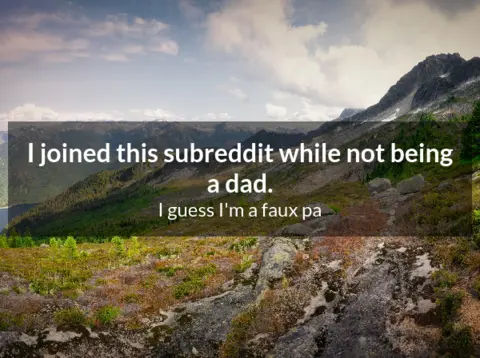 I joined this subreddit while not being
a dad.
I guess I'm a faux pa